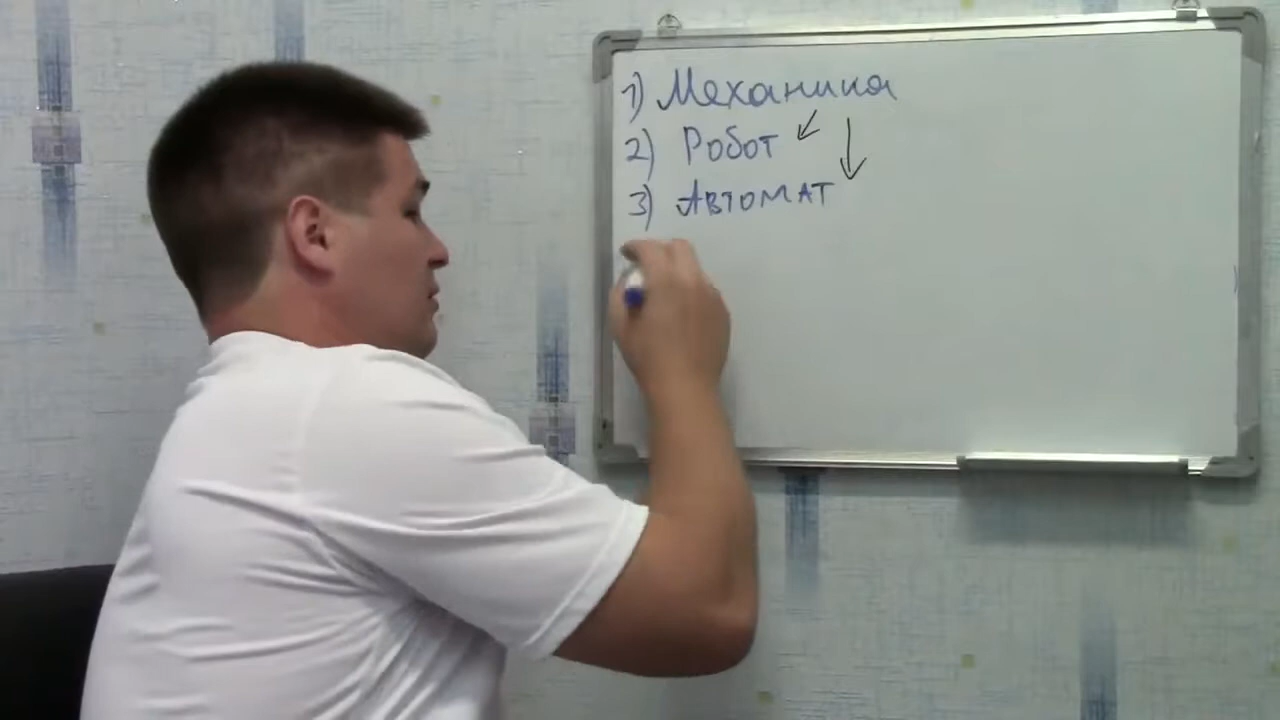 1) Механика
2) Робот
3) Автомат